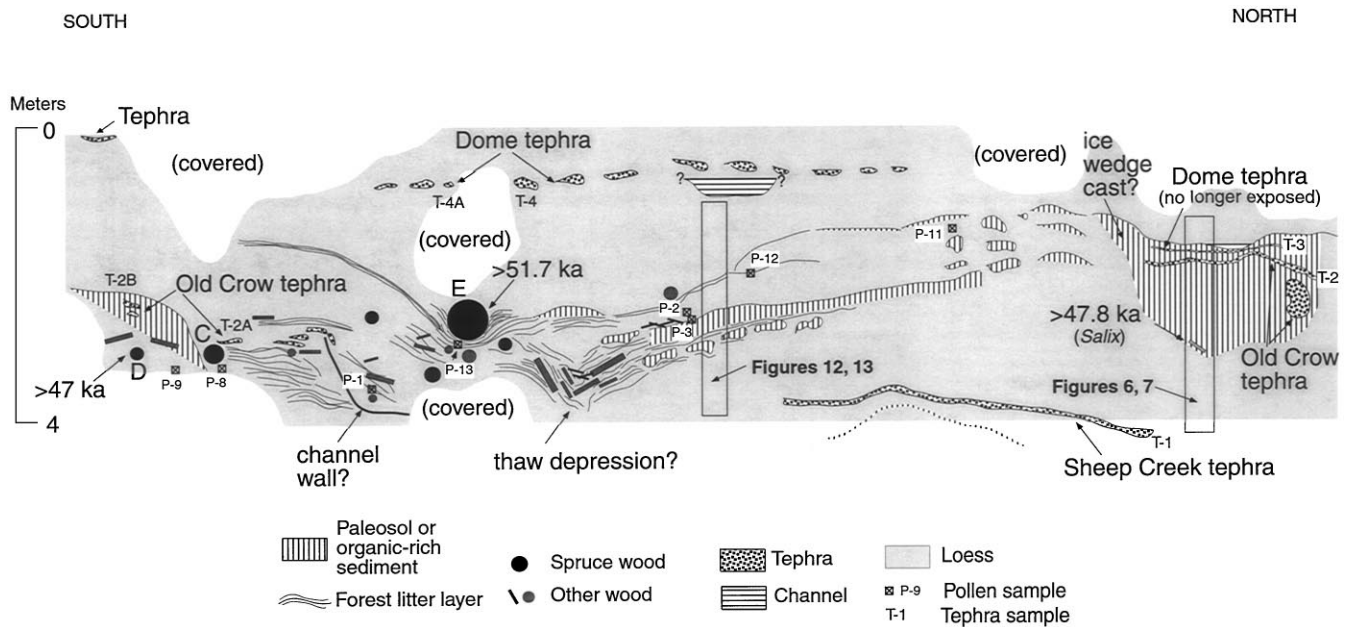 SOUTH
NORTH
Meters
0
4
Tephra
(covered)
Dome tephra
T-4A
T-4
(covered)
?
?
(covered)
ice
wedge
cast?
Dome tephra
(no longer exposed)
T-3
T-2
P-11
P-12
T-2B
Old Crow tephra
T-2A
E
>51.7 ka
P-2
P-3
C
D
>47 ka
P-9
P-8
P-1
P-13
(covered)
>47.8 ka
(Salix)
Old Crow
tephra
Figures 12, 13
Figures 6, 7
T-1
channel
wall?
thaw depression?
Sheep Creek tephra
Paleosol or
organic-rich
sediment
Forest litter layer
Spruce wood
Other wood
Tephra
Channel
Loess
P-9 Pollen sample
T-1 Tephra sample